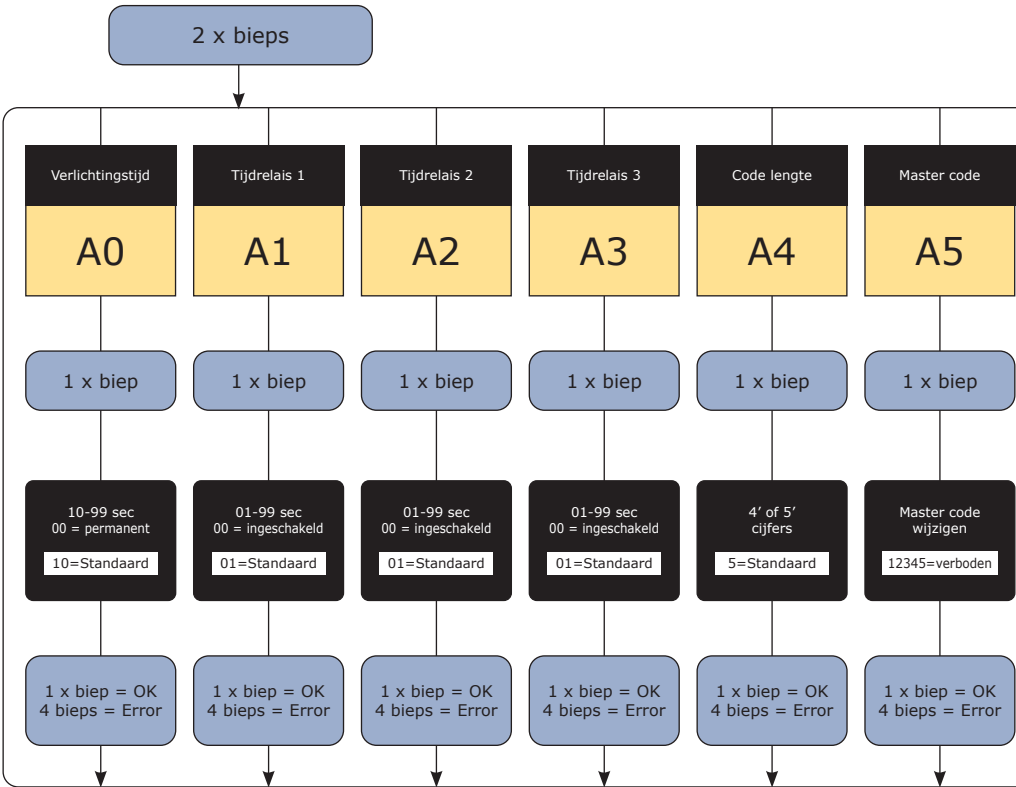 2 x bieps
Verlichtingstijd
A0
1 x biep
10-99 sec
00 = permanent
10=Standaard
1 x biep = OK
4 bieps = Error
Tijdrelais 1
A1
1 x biep
01-99 sec
00 = ingeschakeld
01=Standaard
1 x biep = OK
4 bieps = Error
Tijdrelais 2
A2
1 x biep
01-99 sec
00 = ingeschakeld
01=Standaard
1 x biep = OK
4 bieps = Error
Tijdrelais 3
A3
1 x biep
01-99 sec
00 = ingeschakeld
01=Standaard
1 x biep = OK
4 bieps = Error
Code lengte
A4
1 x biep
4’ of 5’
cijfers
5=Standaard
1 x biep = OK
4 bieps = Error
Master code
A5
1 x biep
Master code
wijzigen
12345=verboden
1 x biep = OK
4 bieps = Error